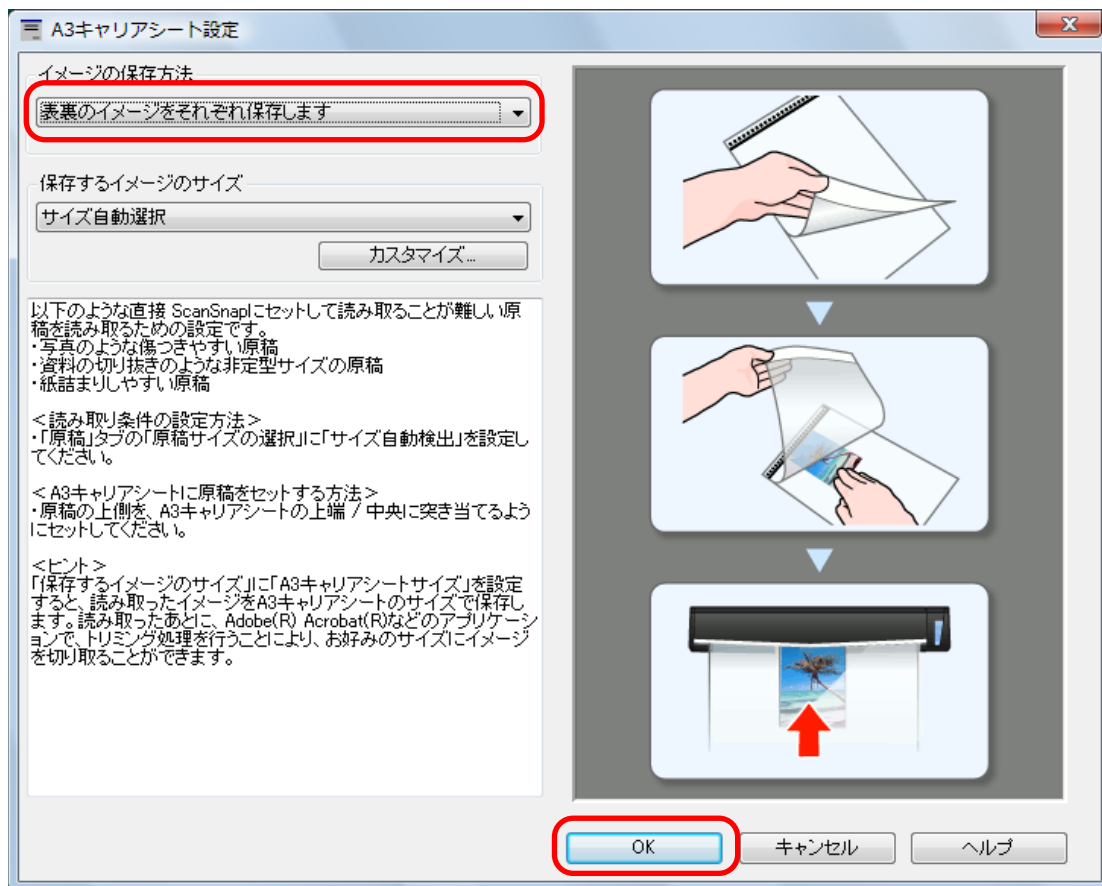 A3キャリアシート設定
イメージの保存方法
表裏のイメージをそれぞれ保存します
保存するイメージのサイズ
サイズ自動選択
カスタマイズ...
以下のような直接 ScanSnapにセットして読み取ることが難しい原
稿を読み取るための設定です。
・写真のような傷つきやすい原稿
・資料の切り抜きのような非定型サイズの原稿
・紙詰まりしやすい原稿
＜読み取り条件の設定方法＞
・「原稿」タブの「原稿サイズの選択」に「サイズ自動検出」を設定し
てください。
＜A3キャリアシートに原稿をセットする方法＞
・原稿の上側を、A3キャリアシートの上端 / 中央に突き当てるよう
にセットしてください。
＜ヒント＞
「保存するイメージのサイズ」に「A3キャリアシートサイズ」を設定
すると、読み取ったイメージをA3キャリアシートのサイズで保存し
ます。読み取ったあとに、Adobe(R) Acrobat(R)などのアプリケーシ
ョンで、トリミング処理を行うことにより、お好みのサイズにイメージ
を切り取ることができます。
OK
キャンセル
ヘルプ